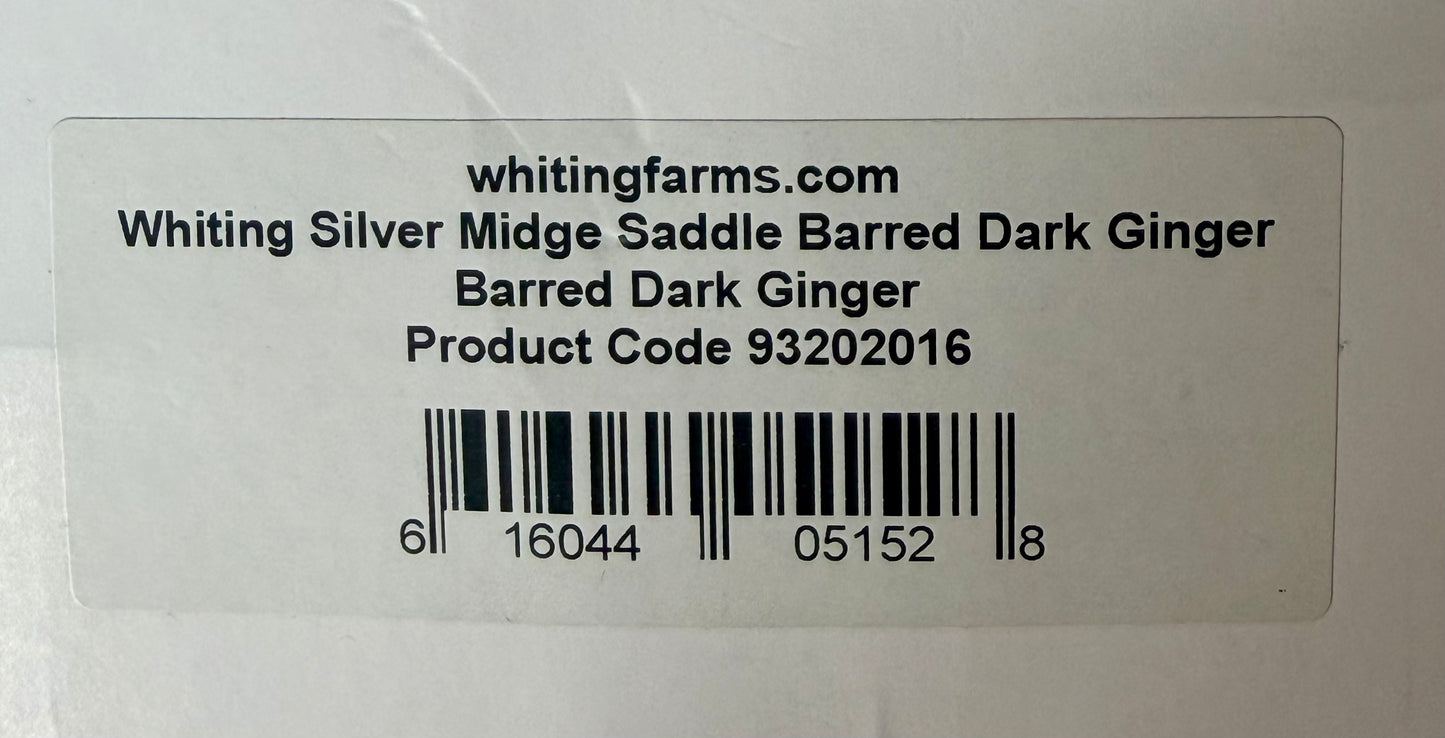 whitingfarms.com
Whiting Silver Midge Saddle Barred Dark Ginger
Barred Dark Ginger
Product Code 93202016
6 16044 05152 8